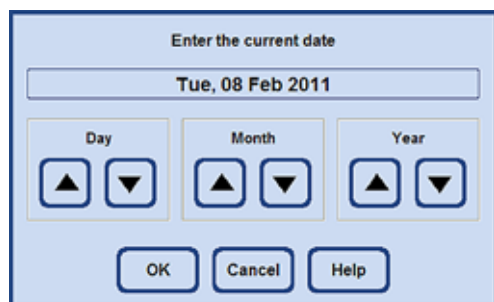 Enter the current date
Tue, 08 Feb 2011
Day Month Year
OK Cancel Help